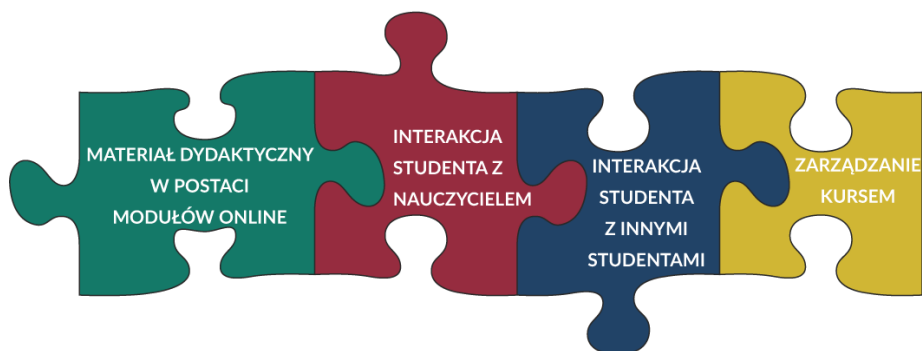 MATERIAŁ DYDAKTYCZNY
W POSTACI
MODUŁÓW ONLINE
INTERAKCJA
STUDENTA Z
NAUCZYCIELEM
INTERAKCJA
STUDENTA
Z INNYMI
STUDENTAMI
ZARZĄDZANIE
KURSEM